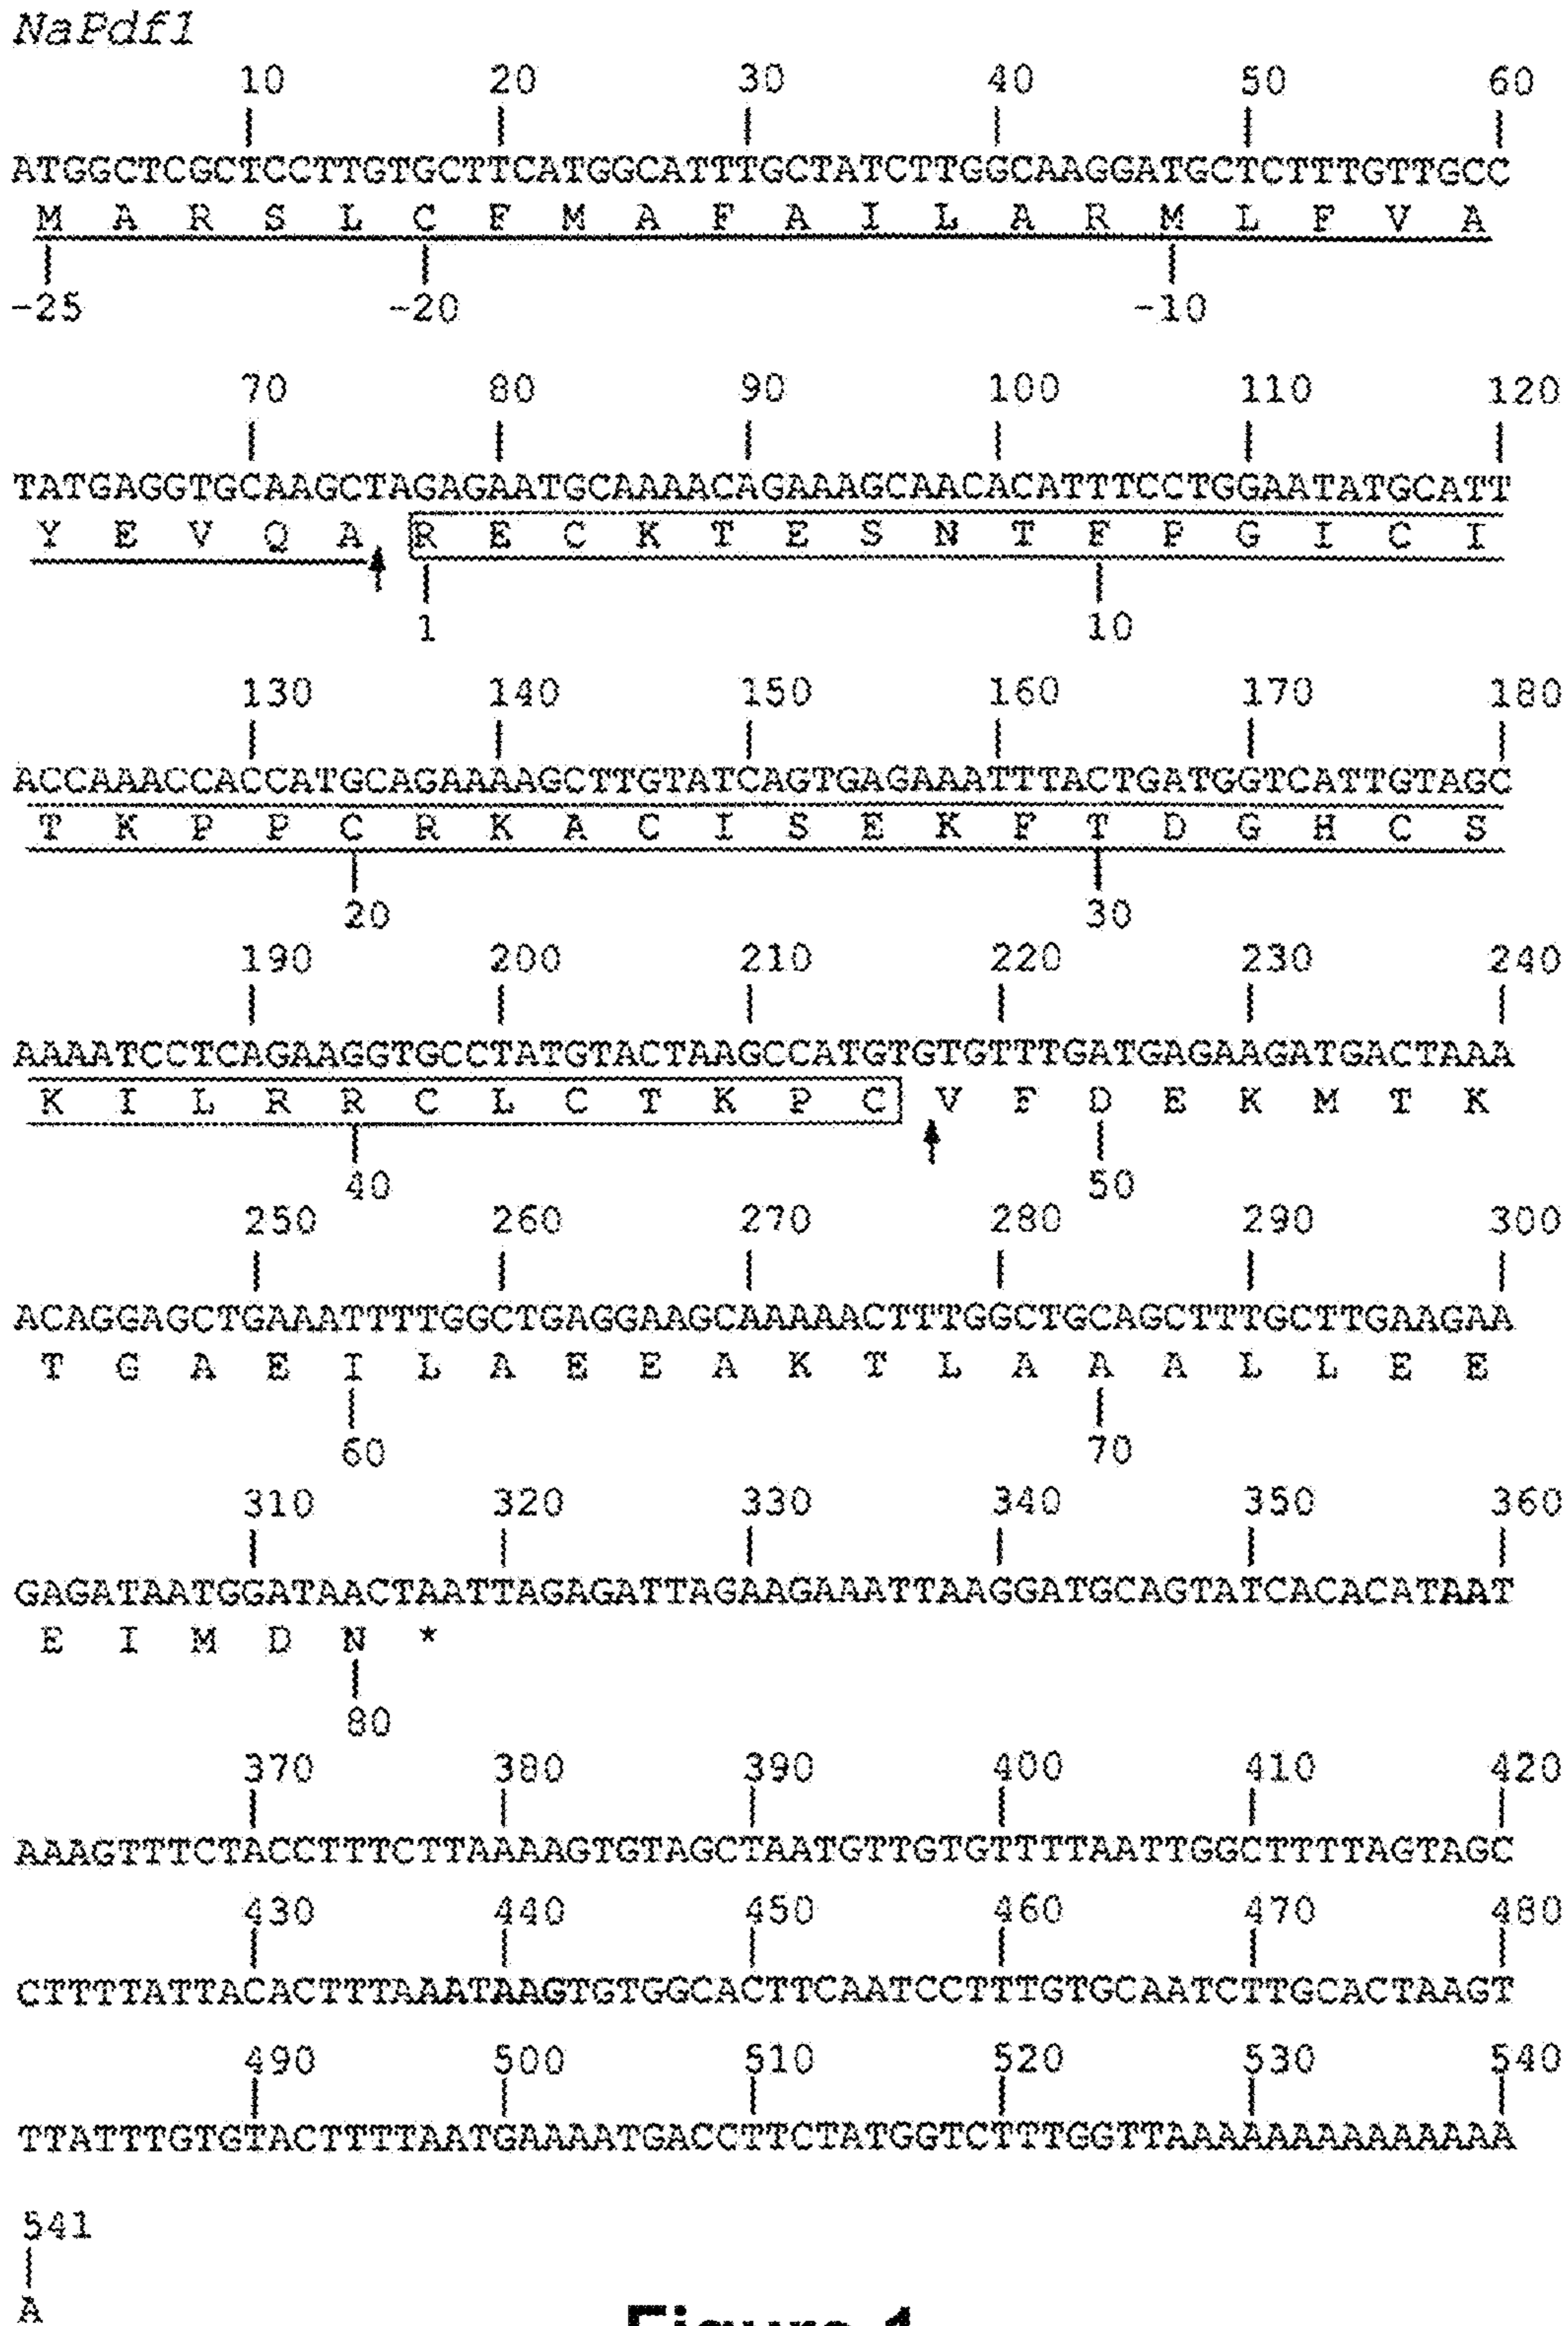 NaPdf1
10 20 30 40 50 60
ATGGCTCGCTCCTTGTGCTTCATGGCATTTGCTATCTTGGCAAGGATGCTCTTTGTTGCC
M A R S L C F M A F A I L A R M L F V A
-25 -20 -10
70 80 90 100 110 120
TATGAGGTGCAAGCTAGAGAATGCAAAACAGAAAGCAACACATTTCCTGGAATATGCATT
Y E V Q A R E C K T E S N T F P G I C I
1 10
130 140 150 160 170 180
ACCAAACCACCATGCAGAAAAGCTTGTATCAGTGAGAAATTTACTGATGGTCATTGTAGC
T K P P C R K A C I S E K F T D G H C S
20 30
190 200 210 220 230 240
AAAATCCTCAGAAGGTGCCTATGTACTAAGCCATGTGTGTTTGATGAGAAGATGACTAAA
K I L R R C L C T K P C V F D E K M T K
40 50
250 260 270 280 290 300
ACAGGAGCTGAAATTTTGGCTGAGGAAGCAAAAACTTTGGCTGCAGCTTTGCTTGAAGAA
T G A E I L A E E A K T L A A A L L E E
60 70
310 320 330 340 350 360
GAGATAATGGATAACTAATTAGAGATTAGAAGAAATTAAGGATGCAGTATCACACATAAT
E I M D N *
80
370 380 390 400 410 420
AAAGTTTCTACCTTTCTTAAAAGTGTAGCTAATGTTGTGTTTTAATTGGCTTTTAGTAGC
430 440 450 460 470 480
CTTTTATTACACTTTAAATAAGTGTGGCACTTCAATCCTTTGTGCAATCTTGCACTAAGT
490 500 510 520 530 540
TTATTTGTGTACTTTTAATGAAAATGACCTTCTATGGTCTTTGGTTAAAAAAAAAAAAAA
541
A
Figure 1